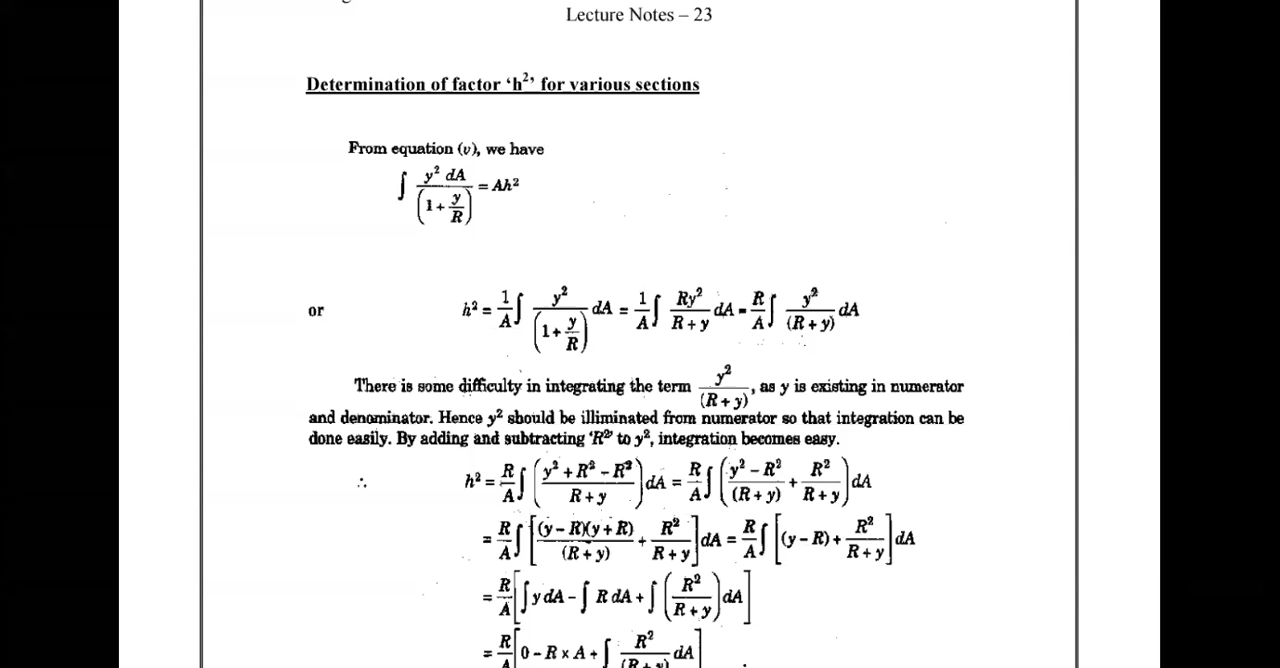 Lecture Notes – 23
Determination of factor ‘h²’ for various sections
From equation (v), we have
∫ y² dA / (1 + y/R) = Ah²
or h² = 1/A ∫ y² / (1 + y/R) dA = 1/A ∫ Ry² / R + y dA = R/A ∫ y² / (R + y) dA
There is some difficulty in integrating the term y² / (R + y), as y is existing in numerator
and denominator. Hence y² should be illiminated from numerator so that integration can be
done easily. By adding and subtracting ‘R²’ to y², integration becomes easy.
∴ h² = R/A ∫ (y² + R² – R² / R + y) dA = R/A ∫ (y² – R² / (R + y) + R² / R + y) dA
= R/A ∫ [(y – R)(y + R) / (R + y) + R² / R + y] dA = R/A ∫ [(y – R) + R² / R + y] dA
= R/A [∫ y dA – ∫ R dA + ∫ (R² / R + y) dA]
= R/A [0 – R × A + ∫ R² / (R + y) dA]